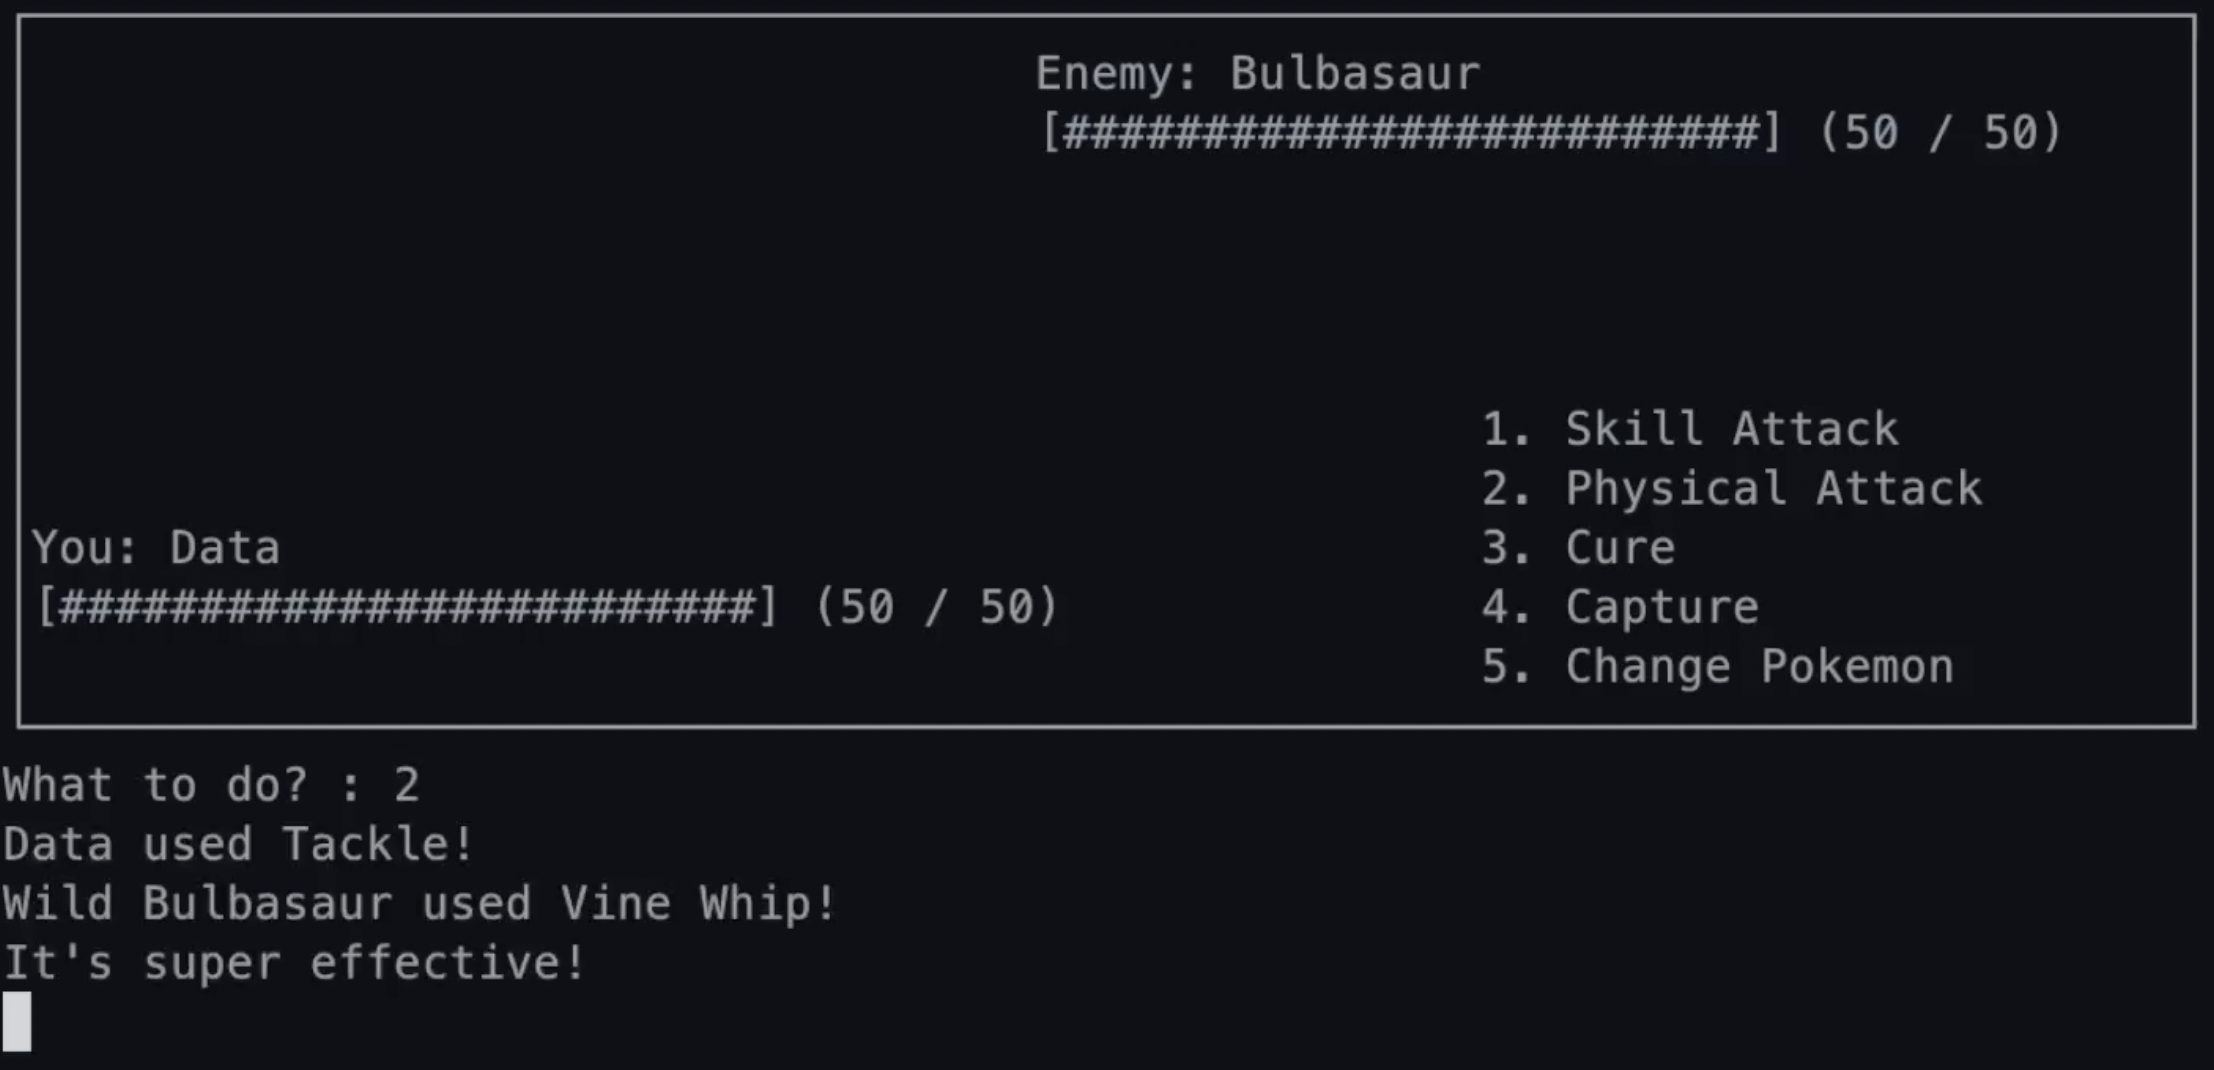 Enemy: Bulbasaur
[#########################] (50 / 50)
1. Skill Attack
2. Physical Attack
You: Data
3. Cure
[#########################] (50 / 50)
4. Capture
5. Change Pokemon
What to do? : 2
Data used Tackle!
Wild Bulbasaur used Vine Whip!
It's super effective!